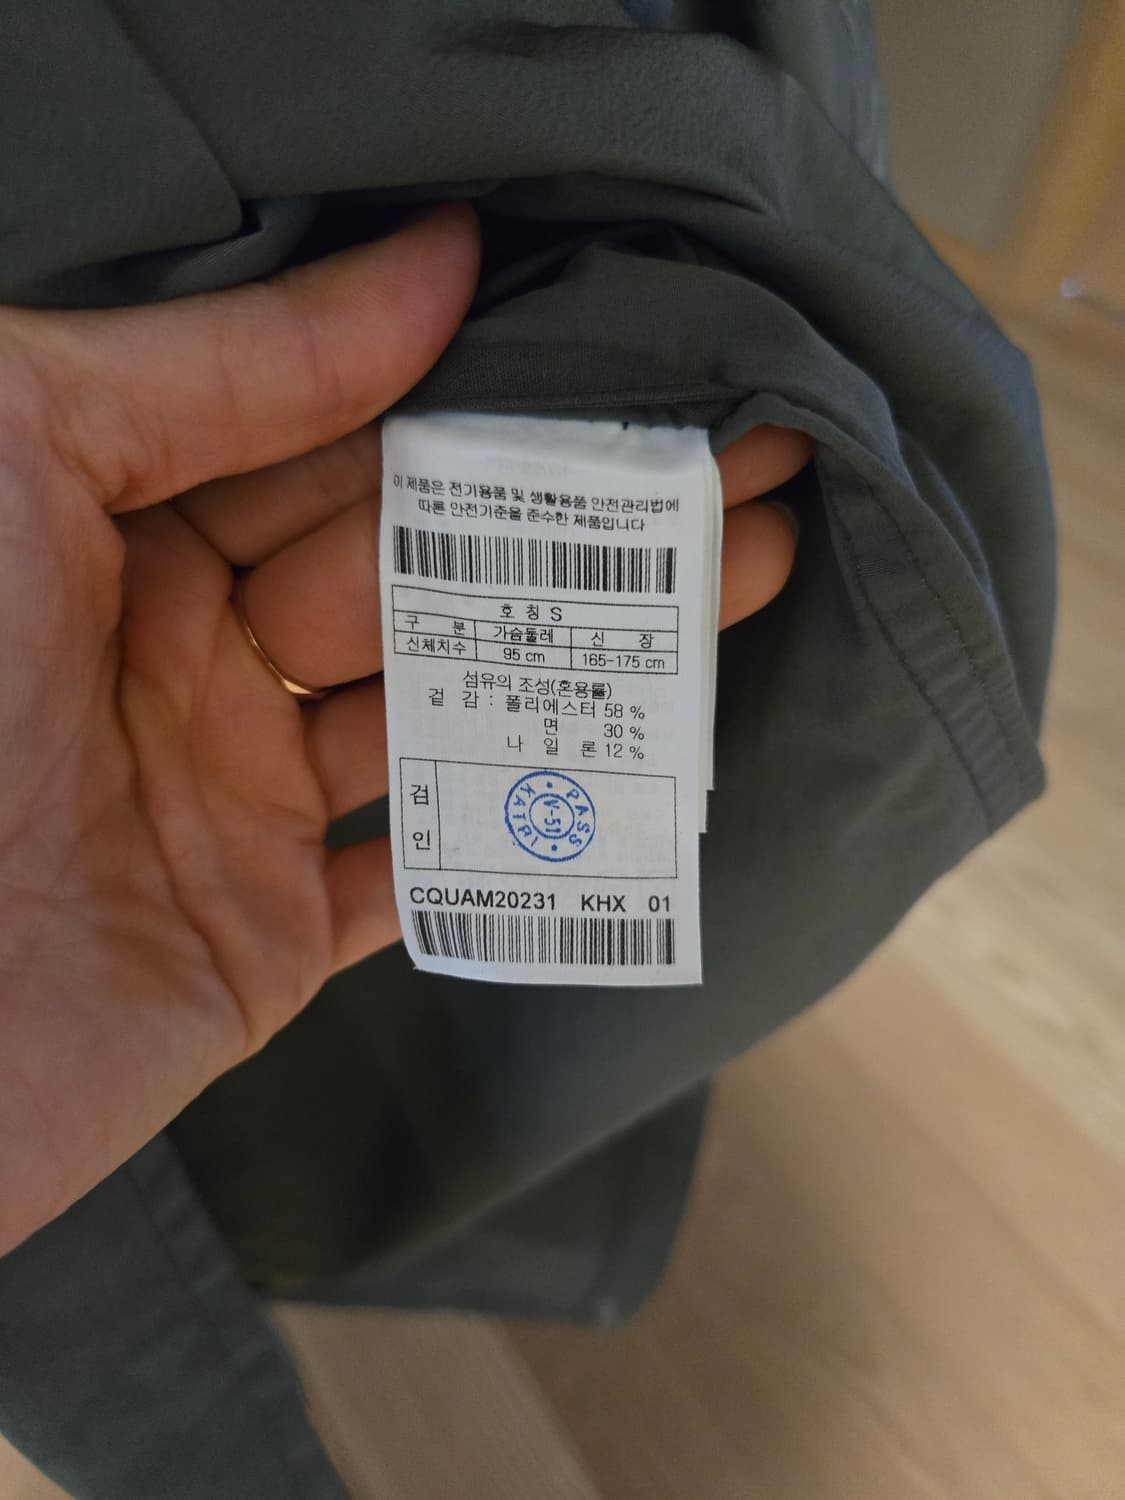 이 제품은 전기용품 및 생활용품 안전관리법에
따른 안전기준을 준수한 제품입니다
호 칭 S
구 분 가슴둘레 신 장
신체치수 95 cm 165-175 cm
섬유의 조성(혼용률)
겉 감 : 폴리에스터 58 %
면 30 %
나 일 론 12 %
검
인
PASS
KATRI
V-51
CQUAM20231 KHX 01